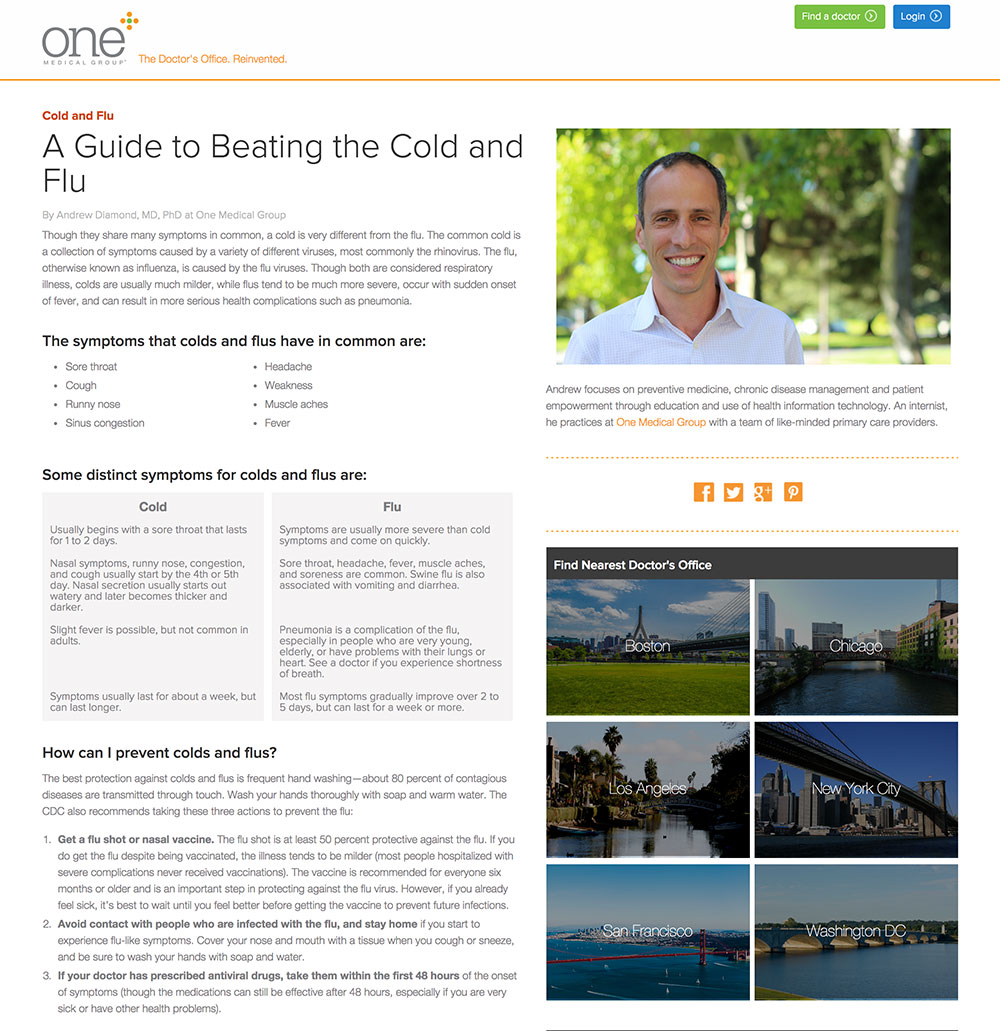 one
MEDICAL GROUP
The Doctor's Office. Reinvented.
Find a doctor
Login
Cold and Flu
A Guide to Beating the Cold and
Flu
By Andrew Diamond, MD, PhD at One Medical Group
Though they share many symptoms in common, a cold is very different from the flu. The common cold is
a collection of symptoms caused by a variety of different viruses, most commonly the rhinovirus. The flu,
otherwise known as influenza, is caused by the flu viruses. Though both are considered respiratory
illness, colds are usually much milder, while flus tend to be much more severe, occur with sudden onset
of fever, and can result in more serious health complications such as pneumonia.
The symptoms that colds and flus have in common are:
• Sore throat
• Cough
• Runny nose
• Sinus congestion
• Headache
• Weakness
• Muscle aches
• Fever
Some distinct symptoms for colds and flus are:
Cold
Usually begins with a sore throat that lasts
for 1 to 2 days.
Nasal symptoms, runny nose, congestion,
and cough usually start by the 4th or 5th
day. Nasal secretion usually starts out
watery and later becomes thicker and
darker.
Slight fever is possible, but not common in
adults.
Symptoms usually last for about a week, but
can last longer.
Flu
Symptoms are usually more severe than cold
symptoms and come on quickly.
Sore throat, headache, fever, muscle aches,
and soreness are common. Swine flu is also
associated with vomiting and diarrhea.
Pneumonia is a complication of the flu,
especially in people who are very young,
elderly, or have problems with their lungs or
heart. See a doctor if you experience shortness
of breath.
Most flu symptoms gradually improve over 2 to
5 days, but can last for a week or more.
How can I prevent colds and flus?
The best protection against colds and flus is frequent hand washing—about 80 percent of contagious
diseases are transmitted through touch. Wash your hands thoroughly with soap and warm water. The
CDC also recommends taking these three actions to prevent the flu:
1. Get a flu shot or nasal vaccine. The flu shot is at least 50 percent protective against the flu. If you
do get the flu despite being vaccinated, the illness tends to be milder (most people hospitalized with
severe complications never received vaccinations). The vaccine is recommended for everyone six
months or older and is an important step in protecting against the flu virus. However, if you already
feel sick, it's best to wait until you feel better before getting the vaccine to prevent future infections.
2. Avoid contact with people who are infected with the flu, and stay home if you start to
experience flu-like symptoms. Cover your nose and mouth with a tissue when you cough or sneeze,
and be sure to wash your hands with soap and water.
3. If your doctor has prescribed antiviral drugs, take them within the first 48 hours of the onset
of symptoms (though the medications can still be effective after 48 hours, especially if you are very
sick or have other health problems).
Andrew focuses on preventive medicine, chronic disease management and patient
empowerment through education and use of health information technology. An internist,
he practices at One Medical Group with a team of like-minded primary care providers.
Find Nearest Doctor's Office
Boston
Chicago
Los Angeles
New York City
San Francisco
Washington DC